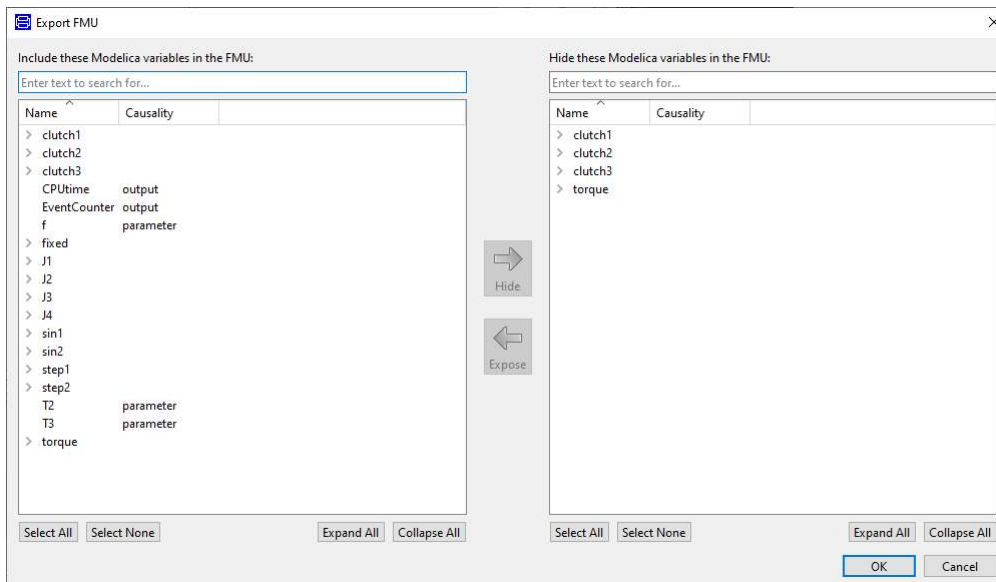 Export FMU
Include these Modelica variables in the FMU:
Enter text to search for...
Name Causality
clutch1
clutch2
clutch3
CPUtime output
EventCounter output
f parameter
fixed
J1
J2
J3
J4
sin1
sin2
step1
step2
T2 parameter
T3 parameter
torque
Select All Select None Expand All Collapse All
Hide
Expose
Hide these Modelica variables in the FMU:
Enter text to search for...
Name Causality
clutch1
clutch2
clutch3
torque
Select All Select None Expand All Collapse All
OK Cancel